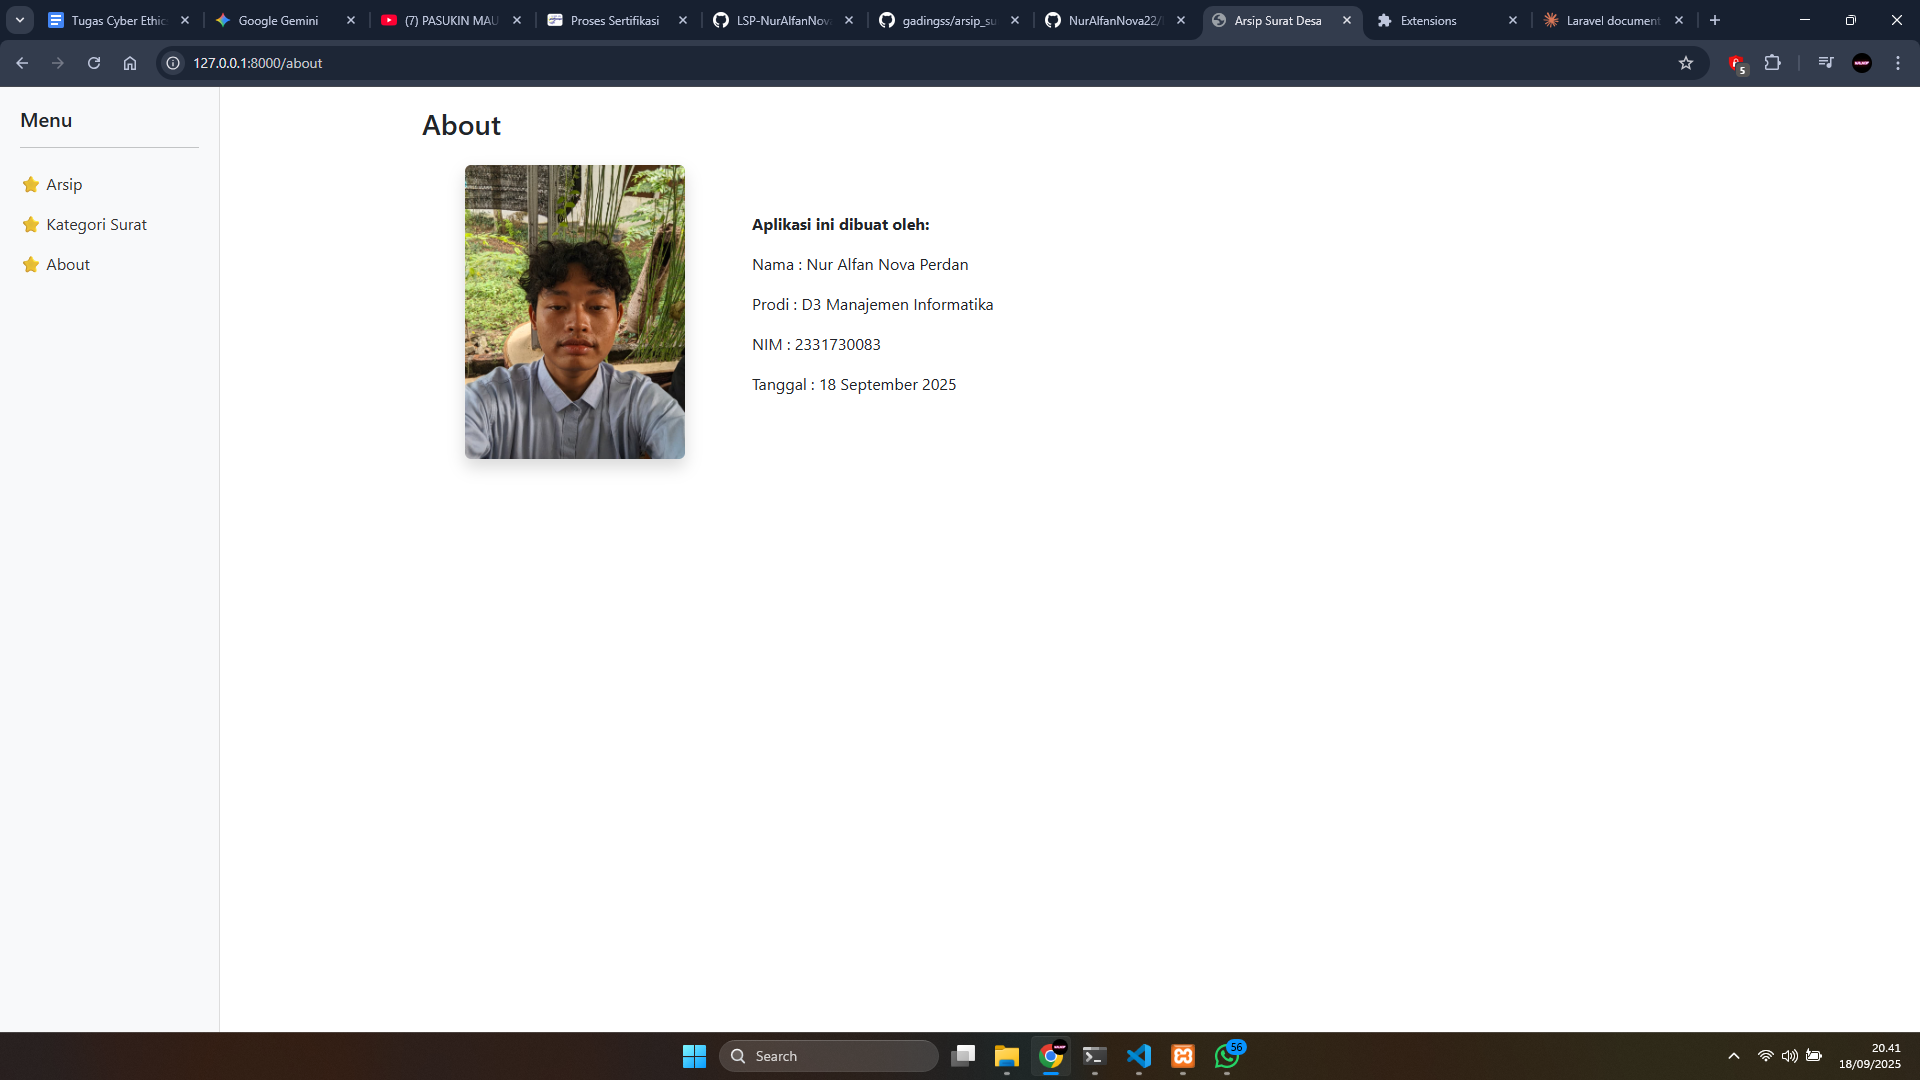 Tugas Cyber Ethic
Google Gemini
(7) PASUKIN MAU
Proses Sertifikasi
LSP-NurAlfanNova
gadingss/arsip_su
NurAlfanNova22/
Arsip Surat Desa
Extensions
Laravel document
127.0.0.1:8000/about
5
Menu
Arsip
Kategori Surat
About
About
Aplikasi ini dibuat oleh:
Nama : Nur Alfan Nova Perdan
Prodi : D3 Manajemen Informatika
NIM : 2331730083
Tanggal : 18 September 2025
Search
56
20.41
18/09/2025